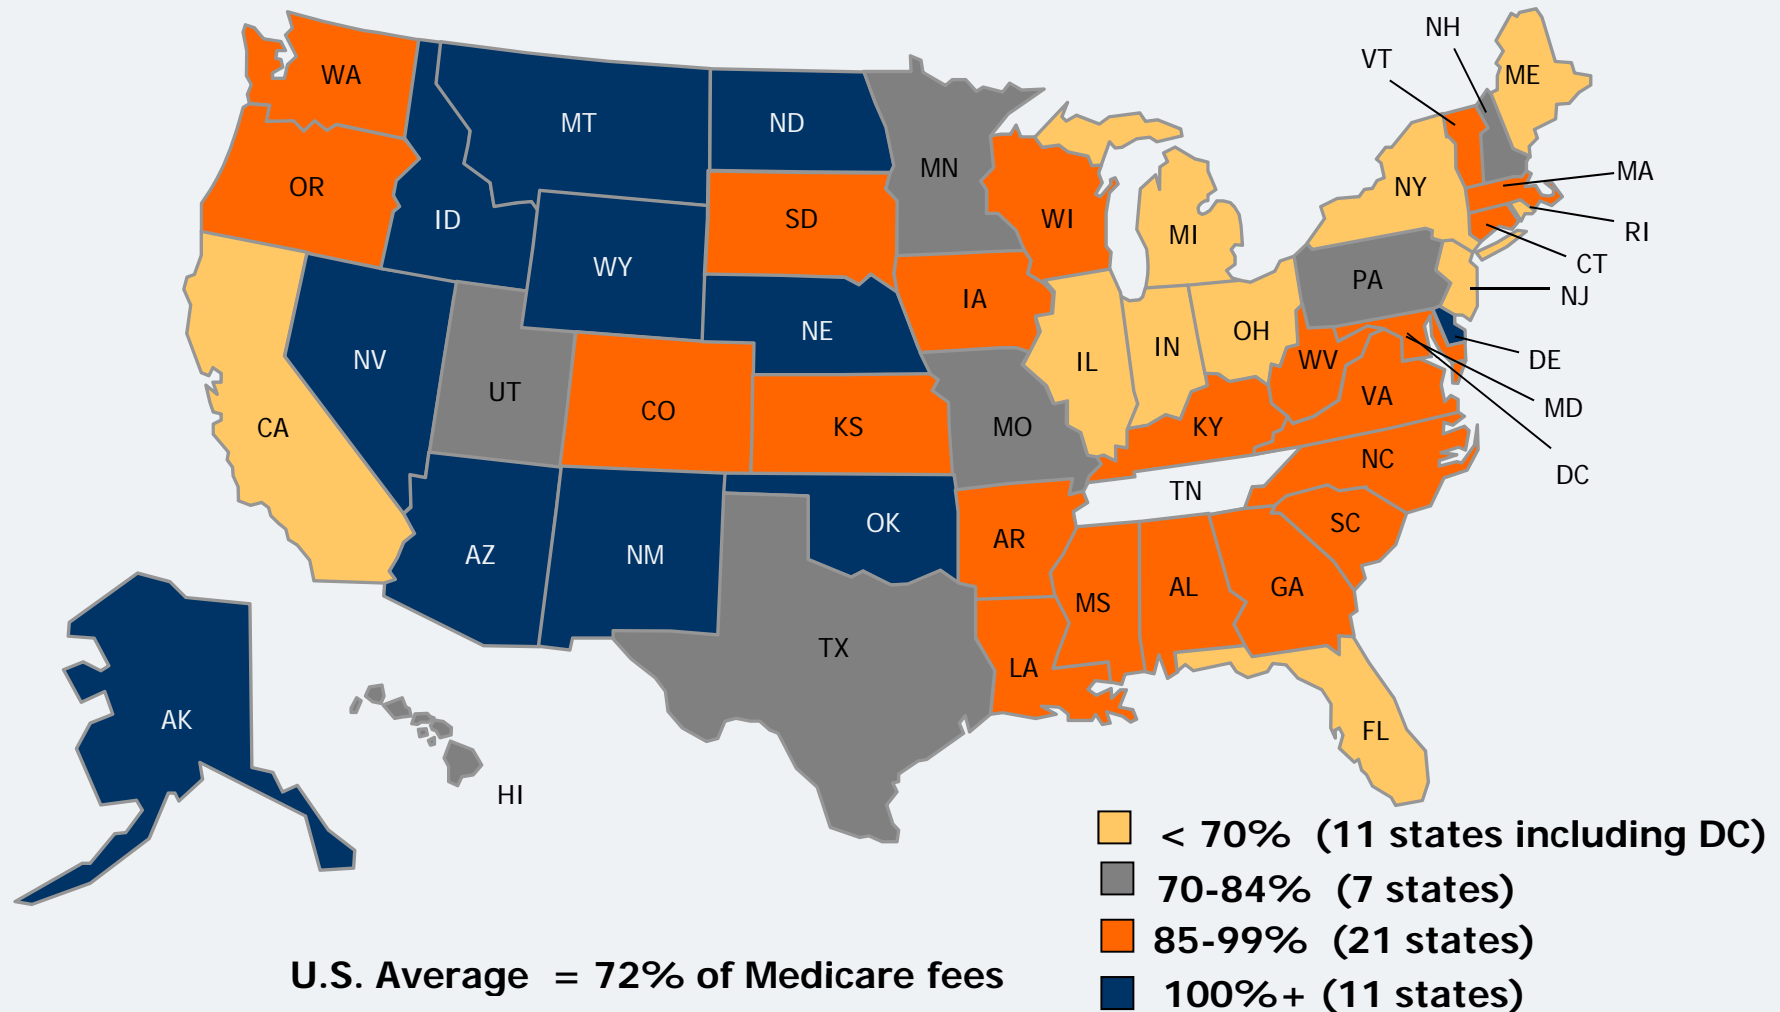 NH
VT
ME
WA
MT
ND
MN
OR
ID
SD
WI
NY
MA
MI
RI
WY
CT
PA
NJ
IA
NE
OH
NV
IL
IN
WV
DE
UT
CO
KS
MO
KY
VA
MD
CA
NC
DC
TN
OK
AR
SC
AZ
NM
MS
AL
GA
TX
LA
AK
FL
HI
< 70% (11 states including DC)
70-84% (7 states)
85-99% (21 states)
U.S. Average = 72% of Medicare fees
100%+ (11 states)